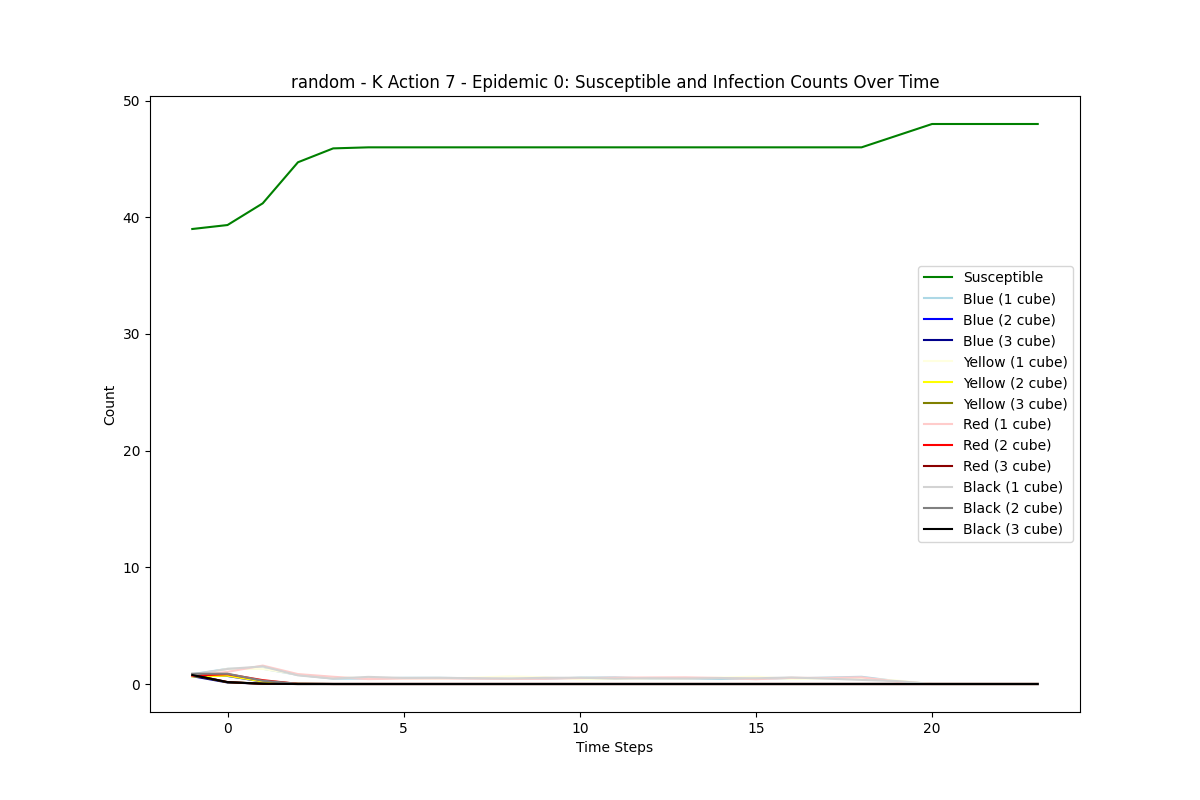 random - K Action 7 - Epidemic 0: Susceptible and Infection Counts Over Time
50
40
30
20
10
0
Count
Susceptible
Blue (1 cube)
Blue (2 cube)
Blue (3 cube)
Yellow (1 cube)
Yellow (2 cube)
Yellow (3 cube)
Red (1 cube)
Red (2 cube)
Red (3 cube)
Black (1 cube)
Black (2 cube)
Black (3 cube)
0 5 10 15 20
Time Steps